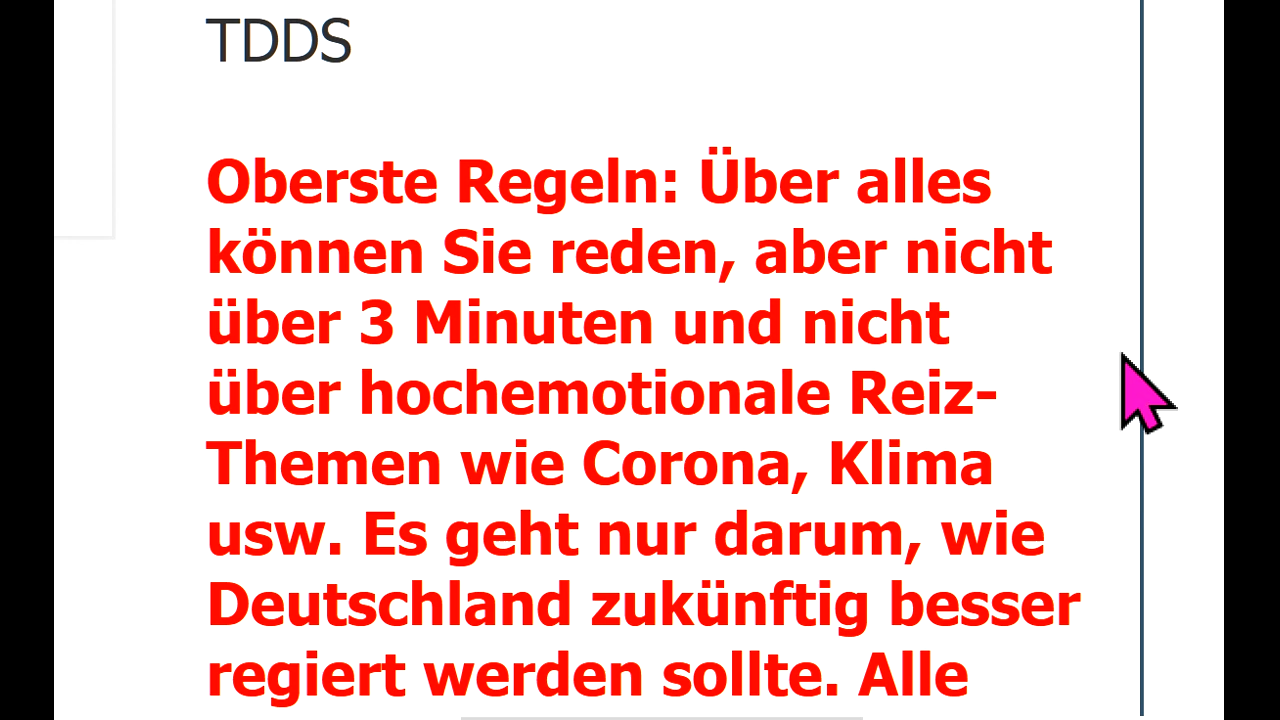 TDDS
Oberste Regeln: Über alles
können Sie reden, aber nicht
über 3 Minuten und nicht
über hochemotionale Reiz-
Themen wie Corona, Klima
usw. Es geht nur darum, wie
Deutschland zukünftig besser
regiert werden sollte. Alle